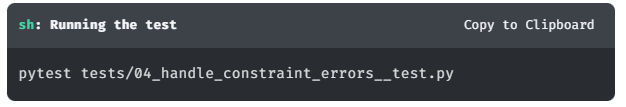 sh: Running the test
Copy to Clipboard
pytest tests/04_handle_constraint_errors__test.py